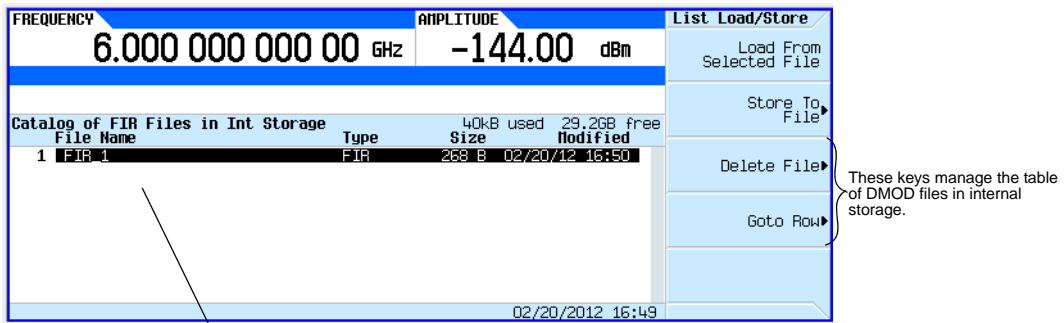 FREQUENCY
6.000 000 000 00 GHz
AMPLITUDE
-144.00 dBm
List Load/Store
Load From
Selected File
Store To
File
Catalog of FIR Files in Int Storage 40kB used 29.2GB free
File Name Type Size Modified
1 FIR_1 FIR 268 B 02/20/12 16:50
Delete File
Goto Row
02/20/2012 16:49
These keys manage the table
of DMOD files in internal
storage.